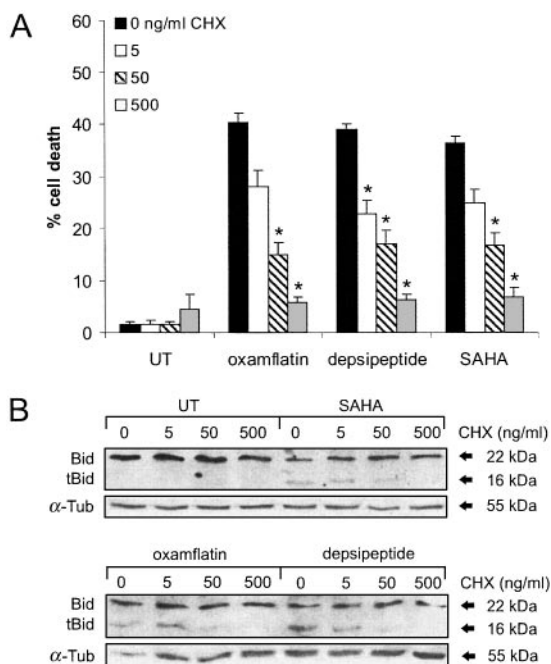 A
0 ng/ml CHX
5
50
500
60
50
40
30
20
10
0
% cell death
UT oxamflatin depsipeptide SAHA
* * * * * * *
B
UT SAHA
0 5 50 500 0 5 50 500 CHX (ng/ml)
Bid 22 kDa
tBid 16 kDa
α-Tub 55 kDa
oxamflatin depsipeptide
0 5 50 500 0 5 50 500 CHX (ng/ml)
Bid 22 kDa
tBid 16 kDa
α-Tub 55 kDa